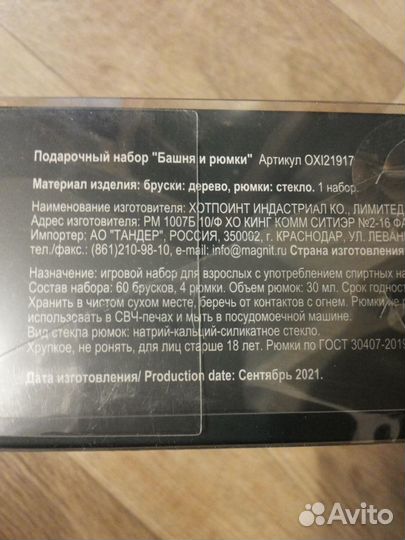 Подарочный набор "Башня и рюмки" Артикул OXI21917
Материал изделия: бруски: дерево, рюмки: стекло. 1 набор.
Наименование изготовителя: ХОТПОИНТ ИНДАСТРИАЛ КО., ЛИМИТЕД
Адрес изготовителя: РМ 1007Б 10/Ф ХО КИНГ КОММ СИТИЭР №2-16 ФА
Импортер: АО "ТАНДЕР", РОССИЯ, 350002, г. КРАСНОДАР, УЛ. ЛЕВАН
тел./факс.: (861)210-98-10, e-mail: info@magnit.ru Страна изготовления
Назначение: игровой набор для взрослых с употреблением спиртных на
Состав набора: 60 брусков, 4 рюмки. Объем рюмок: 30 мл. Срок годност
Хранить в чистом сухом месте, беречь от контактов с огнем. Рюмки не
использовать в СВЧ-печах и мыть в посудомоечной машине.
Вид стекла рюмок: натрий-кальций-силикатное стекло.
Хрупкое, не ронять, для лиц старше 18 лет. Рюмки по ГОСТ 30407-2019
Дата изготовления/ Production date: Сентябрь 2021.
Avito